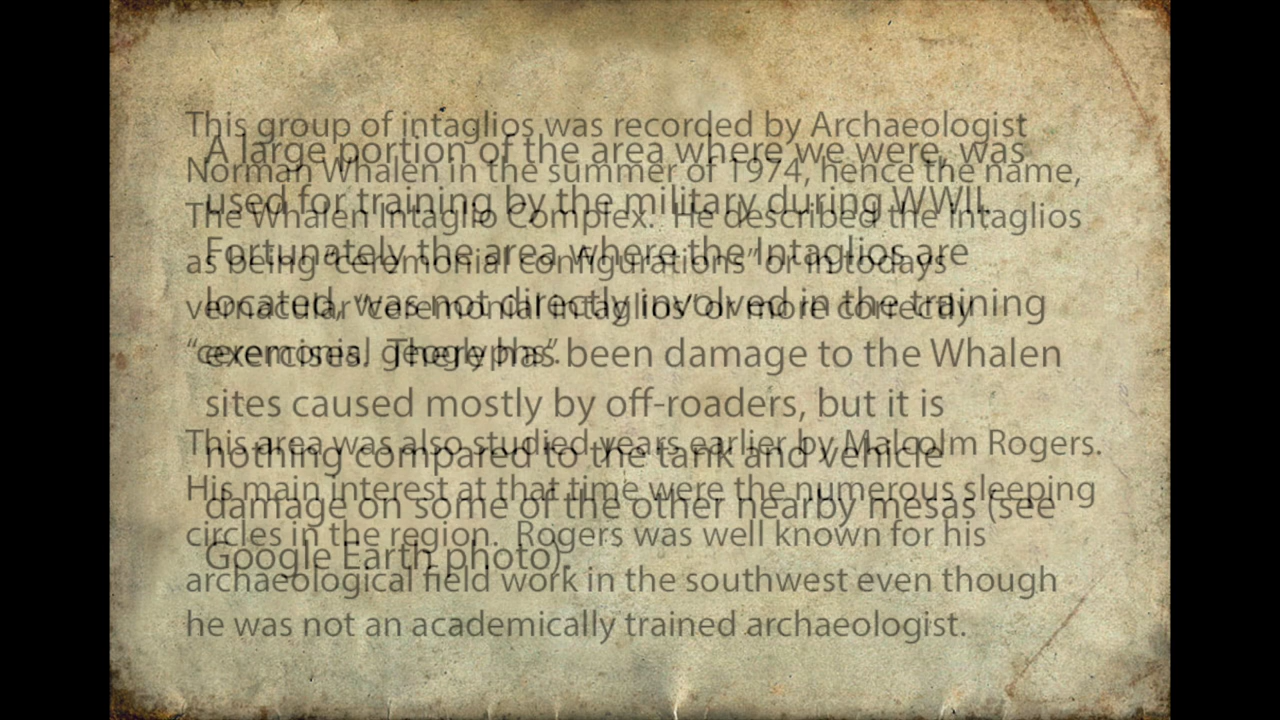 This group of intaglios was recorded by Archaeologist
Norman Whalen in the summer of 1974, hence the name,
The Whalen Intaglio Complex.  He described the Intaglios
as being “ceremonial configurations” or in todays
vernacular “ceremonial intaglios” or more correctly
“ceremonial geoglyphs”.
This area was also studied years earlier by Malcolm Rogers.
His main interest at that time were the numerous sleeping
circles in the region.  Rogers was well known for his
archaeological field work in the southwest even though
he was not an academically trained archaeologist.
A large portion of the area where we were, was
used for training by the military during WWII.
Fortunately the area where the Intaglios are
located, was not directly involved in the training
exercises.  There has been damage to the Whalen
sites caused mostly by off-roaders, but it is
nothing compared to the tank and vehicle
damage on some of the other nearby mesas (see
Google Earth photo).